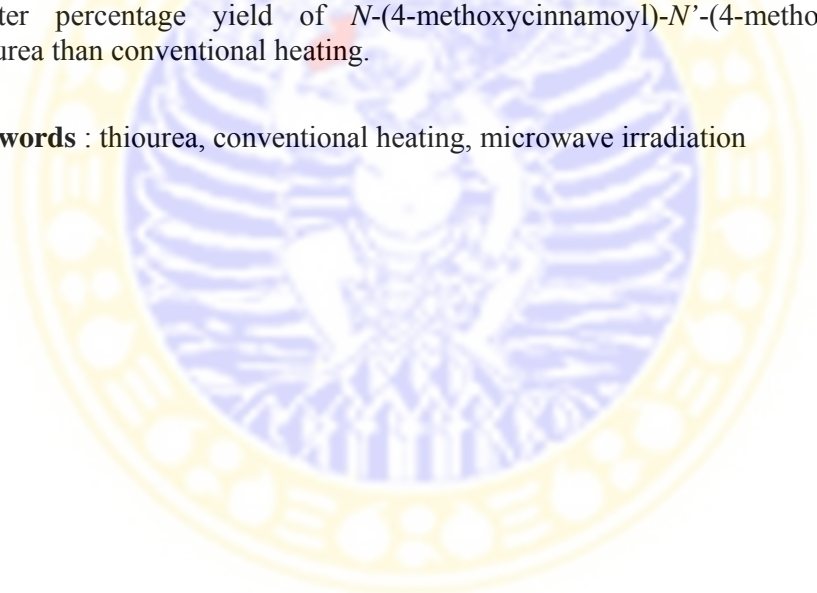 ter percentage yield of N-(4-methoxycinnamoyl)-N’-(4-metho
urea than conventional heating.
words : thiourea, conventional heating, microwave irradiation